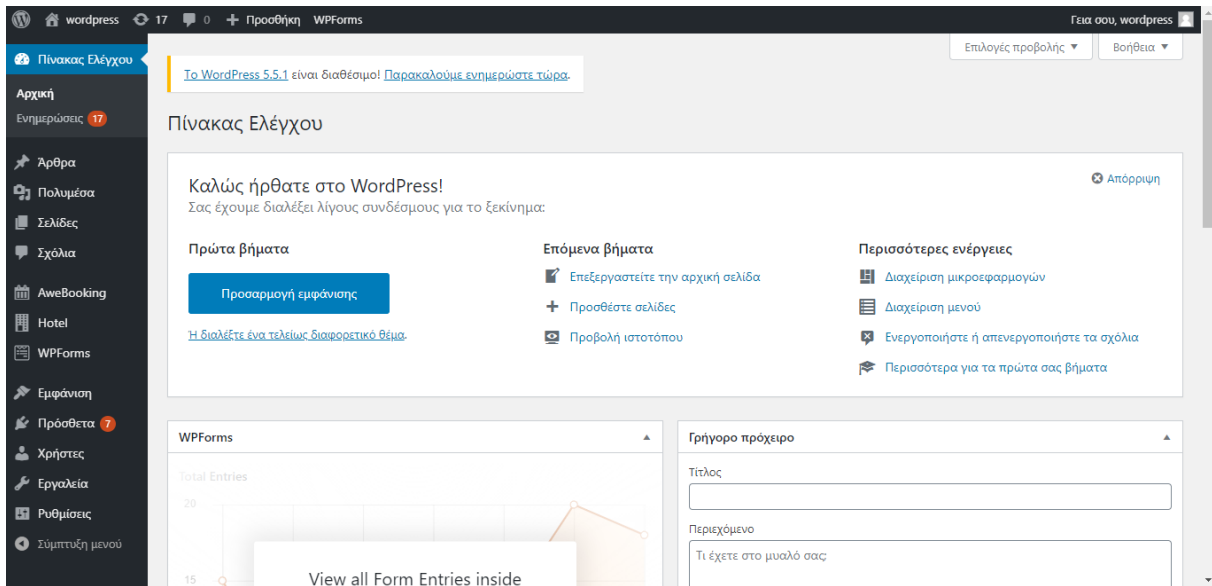 wordpress 17 0 Προσθήκη WPForms Γεια σου, wordpress
Επιλογές προβολής Βοήθεια
Πίνακας Ελέγχου
Αρχική
Ενημερώσεις 17
Άρθρα
Πολυμέσα
Σελίδες
Σχόλια
AweBooking
Hotel
WPForms
Εμφάνιση
Πρόσθετα 7
Χρήστες
Εργαλεία
Ρυθμίσεις
Σύμπτυξη μενού
Το WordPress 5.5.1 είναι διαθέσιμο! Παρακαλούμε ενημερώστε τώρα.
Πίνακας Ελέγχου
Καλώς ήρθατε στο WordPress!
Απόρριψη
Σας έχουμε διαλέξει λίγους συνδέσμους για το ξεκίνημα:
Πρώτα βήματα
Προσαρμογή εμφάνισης
Ή διαλέξτε ένα τελείως διαφορετικό θέμα.
Επόμενα βήματα
Επεξεργαστείτε την αρχική σελίδα
Προσθέστε σελίδες
Προβολή ιστοτόπου
Περισσότερες ενέργειες
Διαχείριση μικροεφαρμογών
Διαχείριση μενού
Ενεργοποιήστε ή απενεργοποιήστε τα σχόλια
Περισσότερα για τα πρώτα σας βήματα
WPForms
Total Entries
20
15
View all Form Entries inside
Γρήγορο πρόχειρο
Τίτλος
Περιεχόμενο
Τι έχετε στο μυαλό σας;